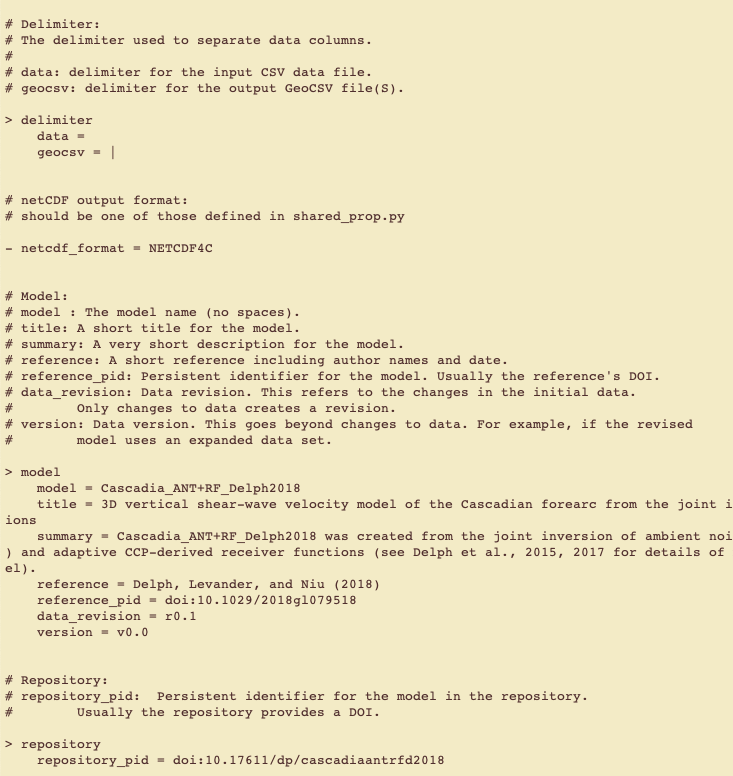 # Delimiter:
# The delimiter used to separate data columns.
#
# data: delimiter for the input CSV data file.
# geocsv: delimiter for the output GeoCSV file(S).
> delimiter
data =
geocsv = |
# netCDF output format:
# should be one of those defined in shared_prop.py
- netcdf_format = NETCDF4C
# Model:
# model : The model name (no spaces).
# title: A short title for the model.
# summary: A very short description for the model.
# reference: A short reference including author names and date.
# reference_pid: Persistent identifier for the model. Usually the reference's DOI.
# data_revision: Data revision. This refers to the changes in the initial data.
#        Only changes to data creates a revision.
# version: Data version. This goes beyond changes to data. For example, if the revised
#        model uses an expanded data set.
> model
model = Cascadia_ANT+RF_Delph2018
title = 3D vertical shear-wave velocity model of the Cascadian forearc from the joint i
ions
summary = Cascadia_ANT+RF_Delph2018 was created from the joint inversion of ambient noi
) and adaptive CCP-derived receiver functions (see Delph et al., 2015, 2017 for details of
el).
reference = Delph, Levander, and Niu (2018)
reference_pid = doi:10.1029/2018gl079518
data_revision = r0.1
version = v0.0
# Repository:
# repository_pid:  Persistent identifier for the model in the repository.
#        Usually the repository provides a DOI.
> repository
repository_pid = doi:10.17611/dp/cascadiaantrfd2018